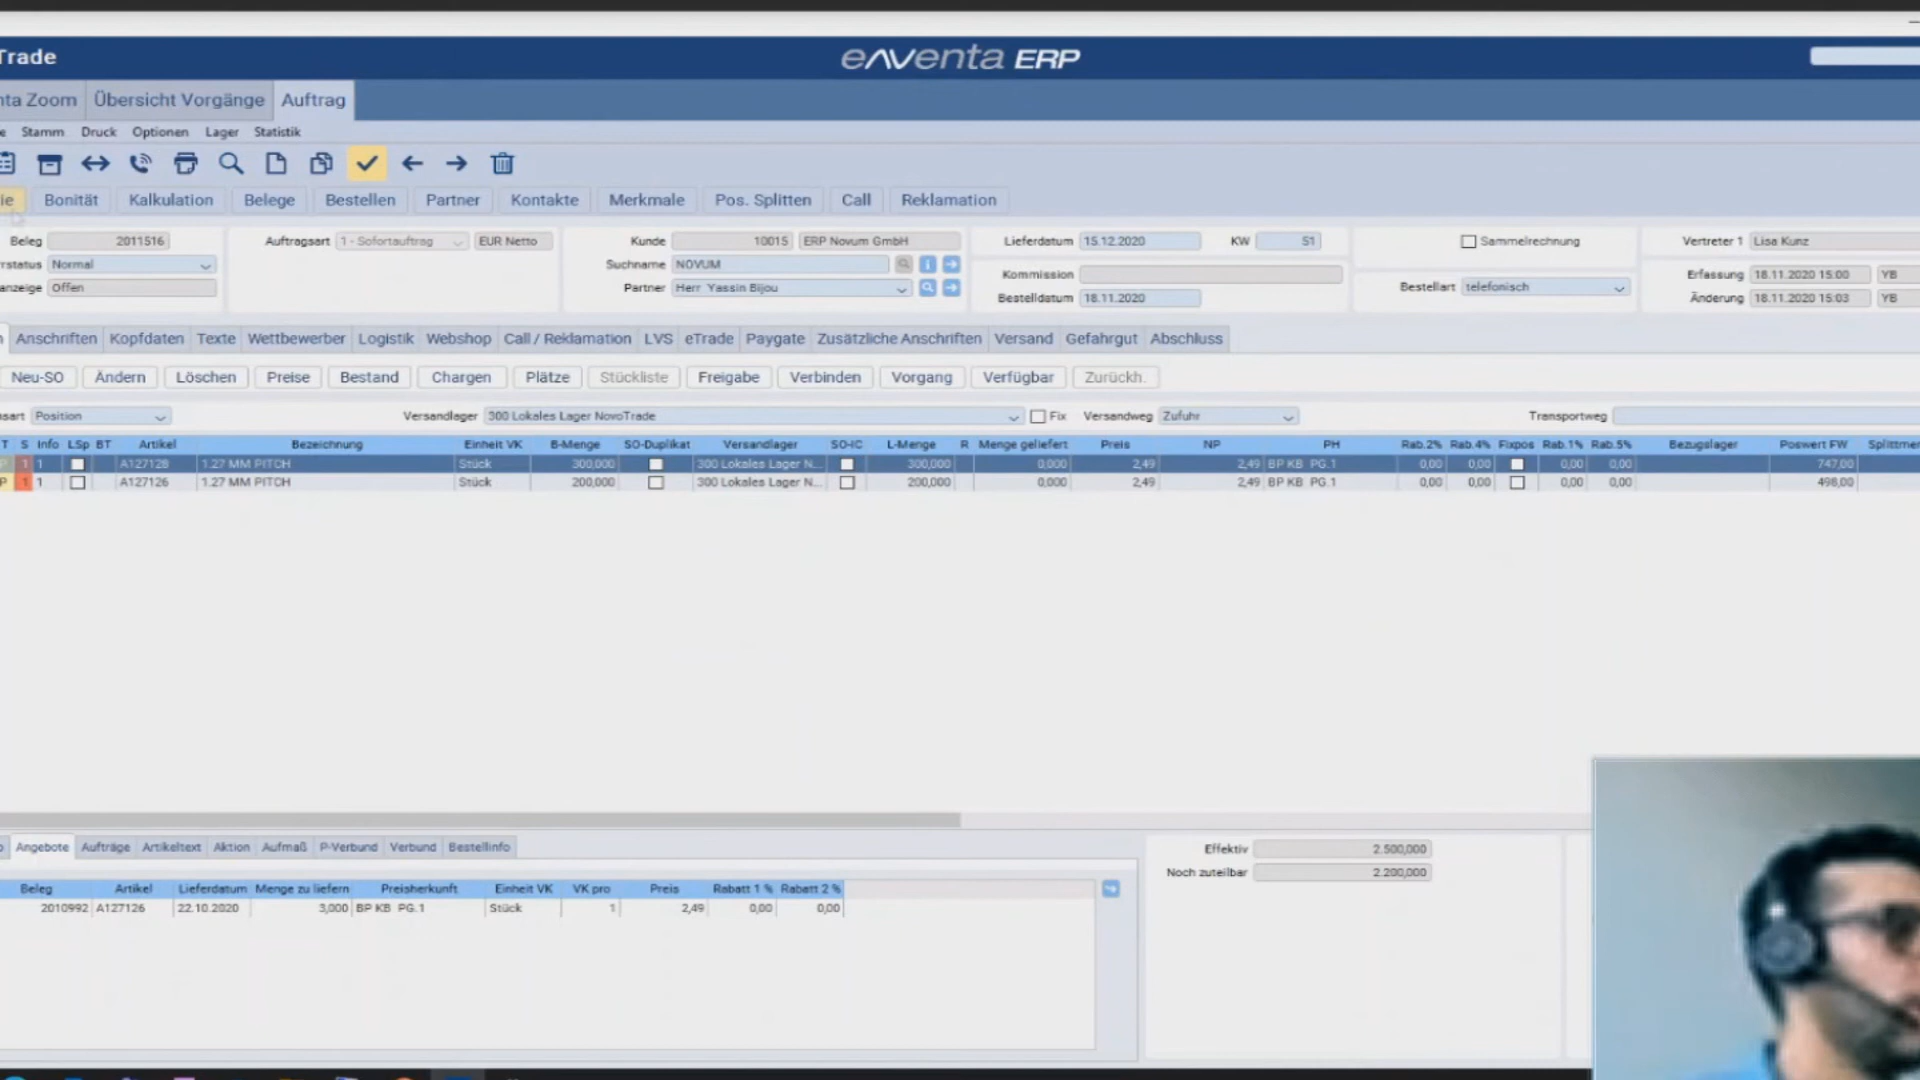 Trade enventa ERP
nta Zoom Übersicht Vorgänge Auftrag
e Stamm Druck Optionen Lager Statistik
ie Bonität Kalkulation Belege Bestellen Partner Kontakte Merkmale Pos. Splitten Call Reklamation
Beleg 2011516 Auftragsart 1 - Sofortauftrag EUR Netto Kunde 10015 ERP Novum GmbH Lieferdatum 15.12.2020 KW 51 Sammelrechnung Vertreter 1 Lisa Kunz
rstatus Normal Suchname NOVUM Kommission Erfassung 18.11.2020 15:00 YB
anzeige Offen Partner Herr Yassin Bijou Bestelldatum 18.11.2020 Bestellart telefonisch Änderung 18.11.2020 15:03 YB
n Anschriften Kopfdaten Texte Wettbewerber Logistik Webshop Call / Reklamation LVS eTrade Paygate Zusätzliche Anschriften Versand Gefahrgut Abschluss
Neu-SO Ändern Löschen Preise Bestand Chargen Plätze Stückliste Freigabe Verbinden Vorgang Verfügbar Zurückh.
sart Position Versandlager 300 Lokales Lager NovoTrade Fix Versandweg Zufuhr Transportweg
T S Info LSp BT Artikel Bezeichnung Einheit VK B-Menge SO-Duplikat Versandlager SO-IC L-Menge R Menge geliefert Preis NP PH Rab.2% Rab.4% Fixpos Rab.1% Rab.5% Bezugslager Poswert FW Splittmen
P 1 1 A127128 1.27 MM PITCH Stück 300,000 300 Lokales Lager N... 300,000 0,000 2,49 2,49 BP KB PG.1 0,00 0,00 0,00 0,00 747,00
P 1 1 A127126 1.27 MM PITCH Stück 200,000 300 Lokales Lager N... 200,000 0,000 2,49 2,49 BP KB PG.1 0,00 0,00 0,00 0,00 498,00
Angebote Aufträge Artikeltext Aktion Aufmaß P-Verbund Verbund Bestellinfo
Effektiv 2.500,000
Noch zuteilbar 2.200,000
Beleg Artikel Lieferdatum Menge zu liefern Preisherkunft Einheit VK VK pro Preis Rabatt 1 % Rabatt 2 %
2010992 A127126 22.10.2020 3,000 BP KB PG.1 Stück 1 2,49 0,00 0,00